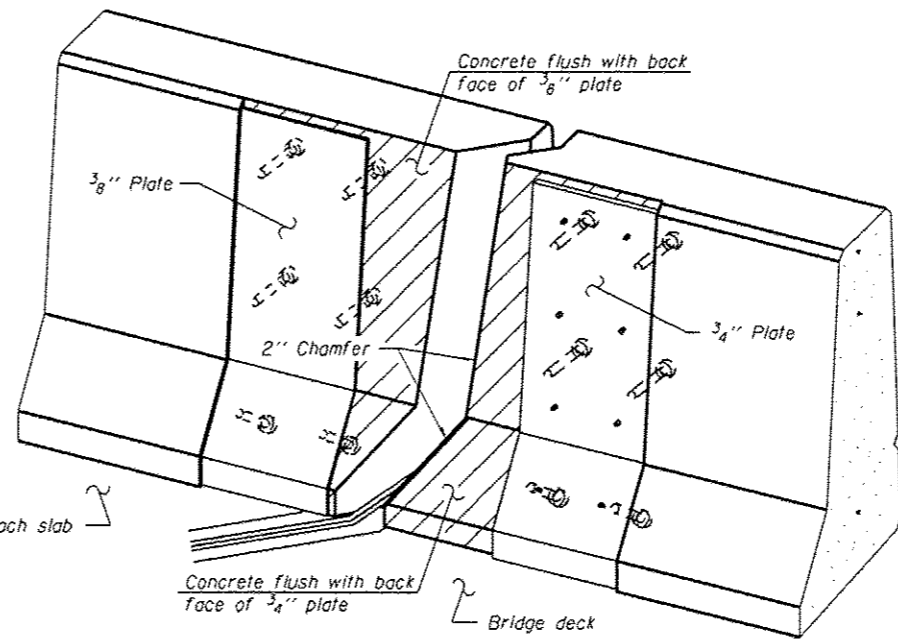 Concrete flush with back
face of 3/8'' plate
3/8'' Plate
3/4'' Plate
2'' Chamfer
slab
Concrete flush with back
face of 3/4'' plate
Bridge deck